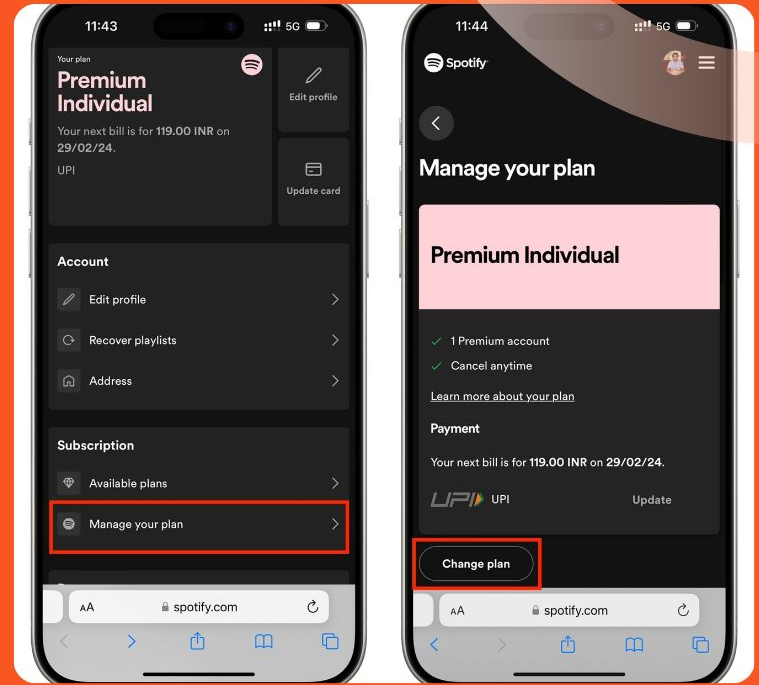 11:43
5G
Your plan
Premium
Individual
Your next bill is for 119.00 INR on
29/02/24.
UPI
Edit profile
Update card
Account
Edit profile
Recover playlists
Address
Subscription
Available plans
Manage your plan
AA
spotify.com
11:44
5G
Spotify
Manage your plan
Premium Individual
1 Premium account
Cancel anytime
Learn more about your plan
Payment
Your next bill is for 119.00 INR on 29/02/24.
UPI UPI
Update
Change plan
AA
spotify.com